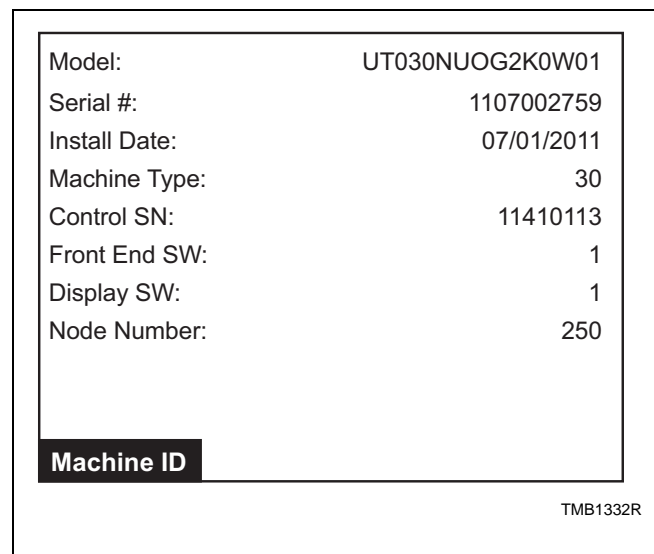 Model: UT030NUOG2K0W01
Serial #: 1107002759
Install Date: 07/01/2011
Machine Type: 30
Control SN: 11410113
Front End SW: 1
Display SW: 1
Node Number: 250
Machine ID
TMB1332R